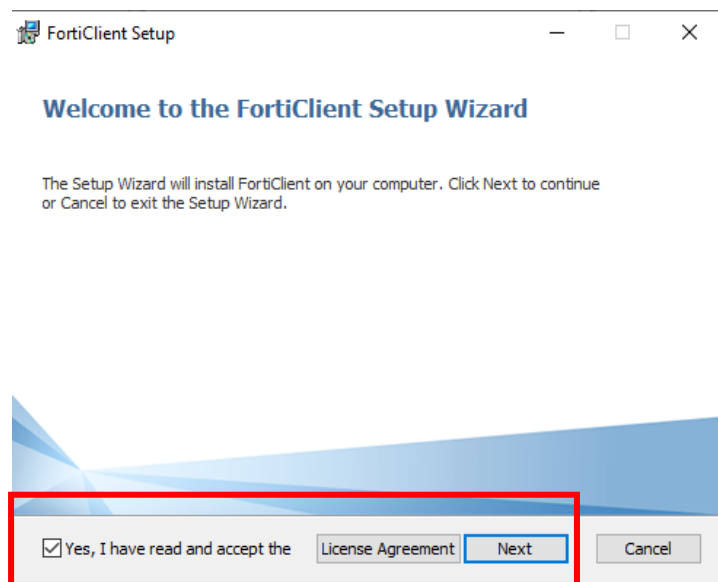 FortiClient Setup
Welcome to the FortiClient Setup Wizard
The Setup Wizard will install FortiClient on your computer. Click Next to continue
or Cancel to exit the Setup Wizard.
Yes, I have read and accept the License Agreement Next Cancel